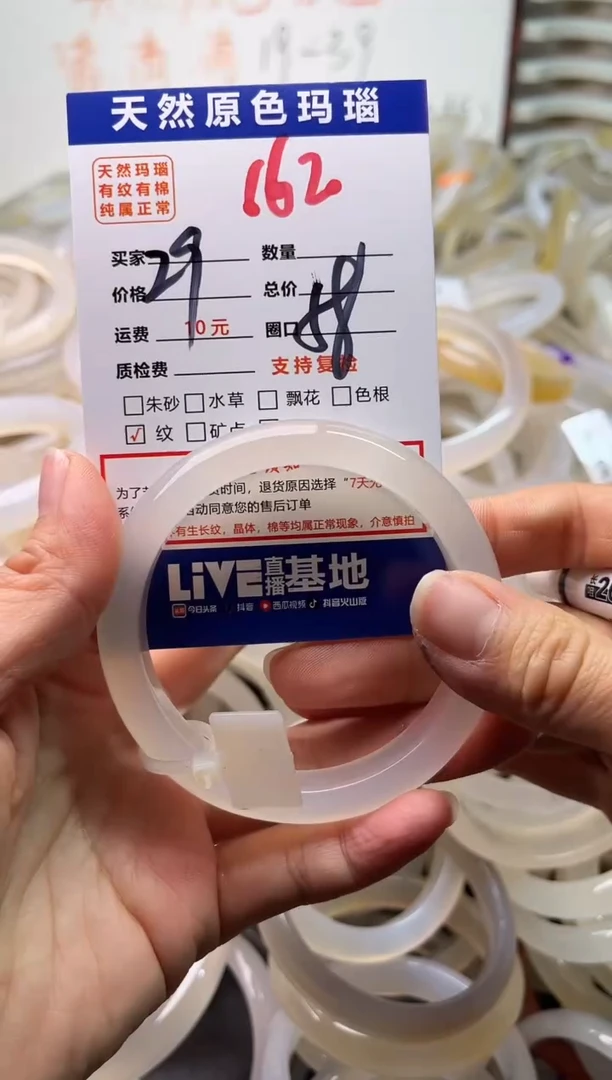 19-39
天然原色玛瑙
天然玛瑙
有纹有棉
纯属正常
162
买家
数量
29
价格
总价
58
运费 10元
圈口
质检费
支持复检
朱砂 水草 飘花 色根
√ 纹 矿点
时间，退货原因选择“7天
自动同意您的售后订单
有生长纹，晶体，棉等均属正常现象，介意慎拍
LiVE直播基地
今日头条 抖音 西瓜视频 抖音火山版